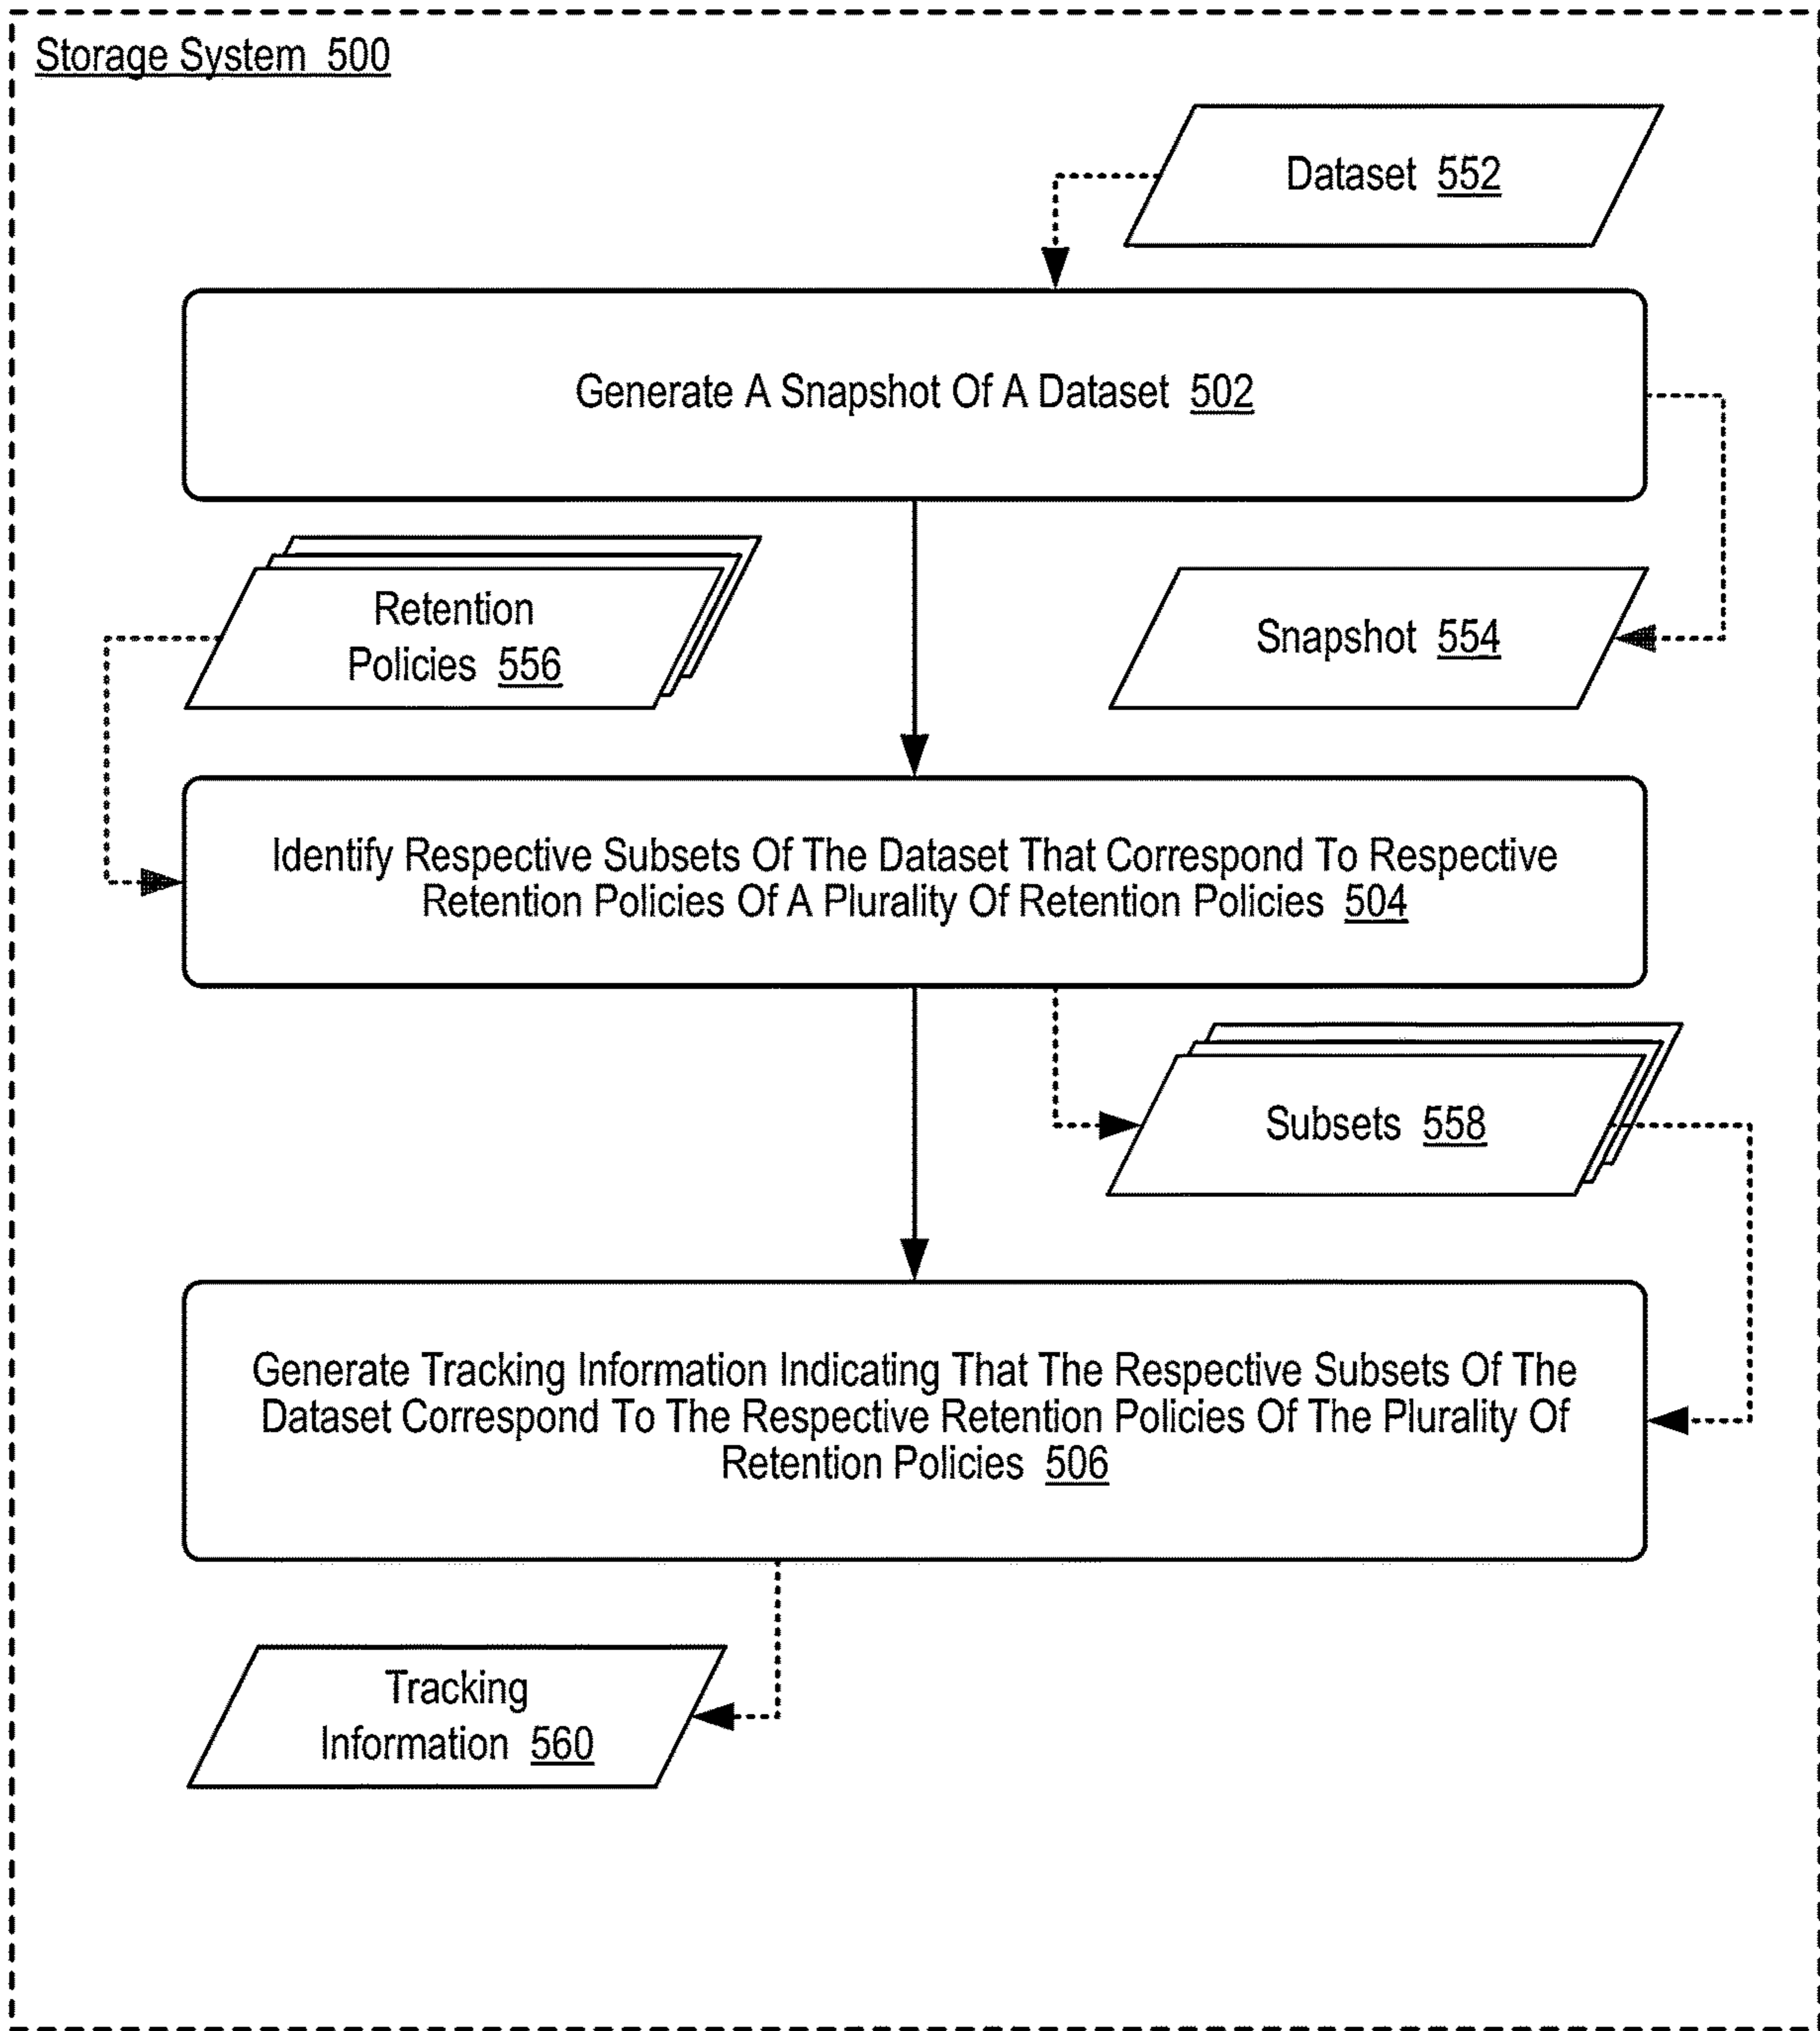 Storage System 500
Dataset 552
Generate A Snapshot Of A Dataset 502
Retention
Policies 556
Snapshot 554
Identify Respective Subsets Of The Dataset That Correspond To Respective
Retention Policies Of A Plurality Of Retention Policies 504
Subsets 558
Generate Tracking Information Indicating That The Respective Subsets Of The
Dataset Correspond To The Respective Retention Policies Of The Plurality Of
Retention Policies 506
Tracking
Information 560